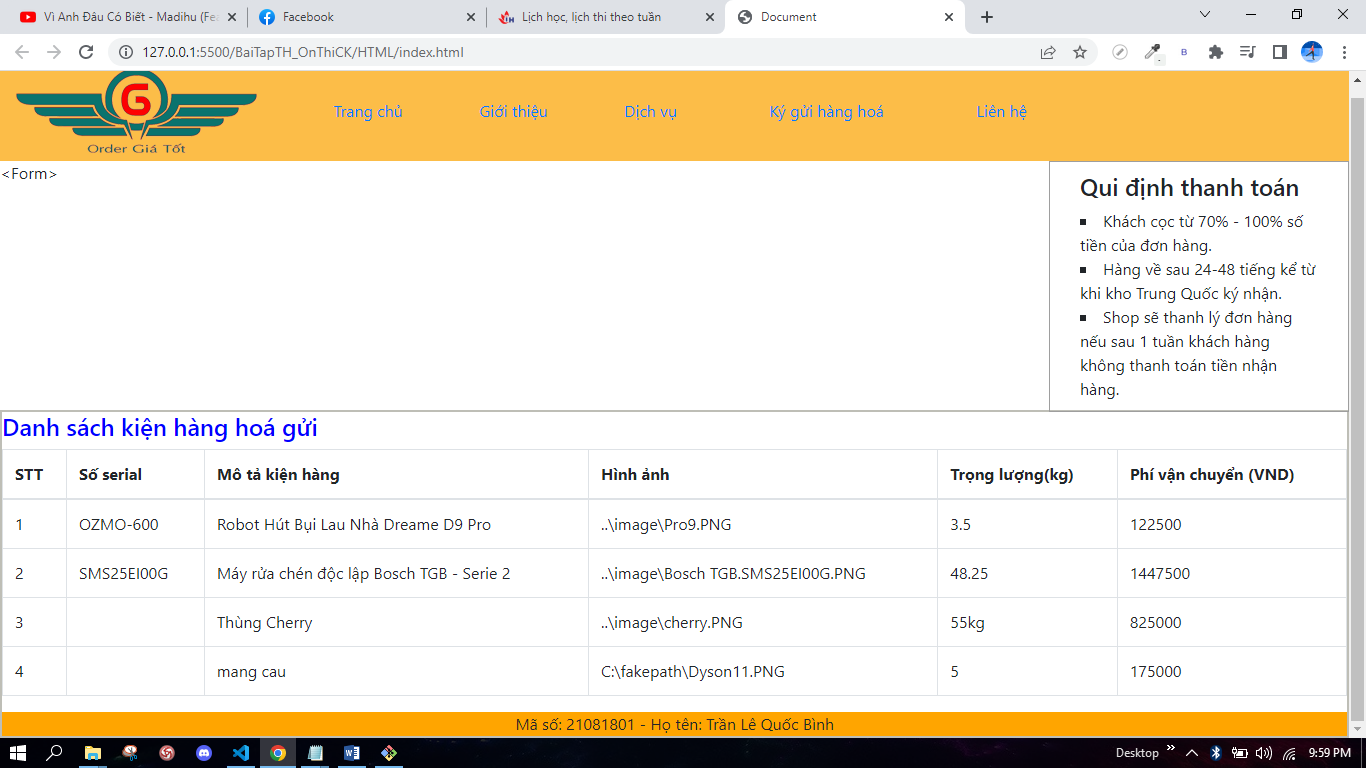 Vì Anh Đâu Có Biết - Madihu (Fea
Facebook
Lịch học, lịch thi theo tuần
Document
127.0.0.1:5500/BaiTapTH_OnThiCK/HTML/index.html
G
Order Giá Tốt
Trang chủ Giới thiệu Dịch vụ Ký gửi hàng hoá Liên hệ
<Form>
Qui định thanh toán
Khách cọc từ 70% - 100% số
tiền của đơn hàng.
Hàng về sau 24-48 tiếng kể từ
khi kho Trung Quốc ký nhận.
Shop sẽ thanh lý đơn hàng
nếu sau 1 tuần khách hàng
không thanh toán tiền nhận
hàng.
Danh sách kiện hàng hoá gửi
STT Số serial Mô tả kiện hàng Hình ảnh Trọng lượng(kg) Phí vận chuyển (VND)
1 OZMO-600 Robot Hút Bụi Lau Nhà Dreame D9 Pro ..\image\Pro9.PNG 3.5 122500
2 SMS25EI00G Máy rửa chén độc lập Bosch TGB - Serie 2 ..\image\Bosch TGB.SMS25EI00G.PNG 48.25 1447500
3 Thùng Cherry ..\image\cherry.PNG 55kg 825000
4 mang cau C:\fakepath\Dyson11.PNG 5 175000
Mã số: 21081801 - Họ tên: Trần Lê Quốc Bình
Desktop
9:59 PM